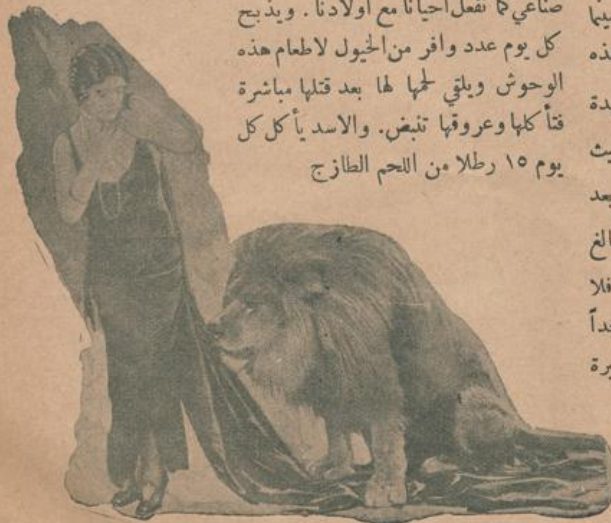 صناعي كما نفعل احيانا مع اولادنا . ويذبح
كل يوم عدد وافر من الخيول لاطعام هذه
الوحوش ويلقي لحمها لها بعد قتلها مباشرة
فتأكلها وعروقها تنبض. والاسد يأكل كل
يوم ١٥ رطلا من اللحم الطازج